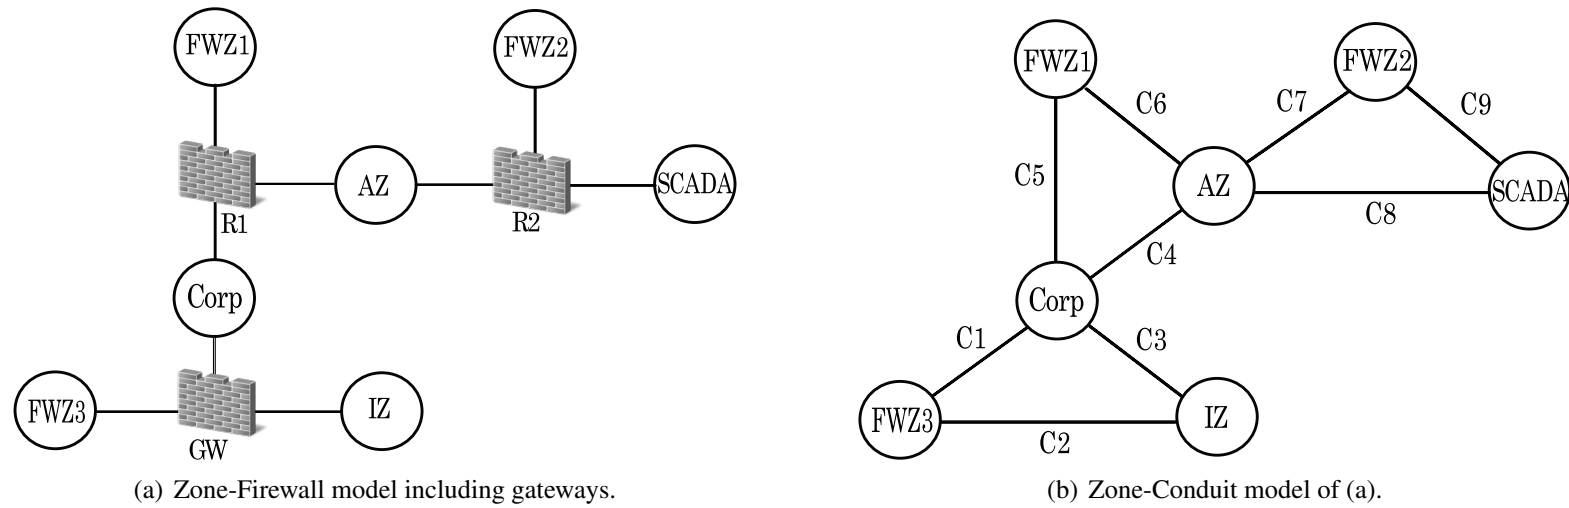 FWZ1
FWZ2
AZ
SCADA
R1
R2
Corp
FWZ3
IZ
GW
(a) Zone-Firewall model including gateways.
FWZ1
FWZ2
C6
C7
C9
C5
AZ
SCADA
C8
C4
Corp
C1
C3
FWZ3
IZ
C2
(b) Zone-Conduit model of (a).